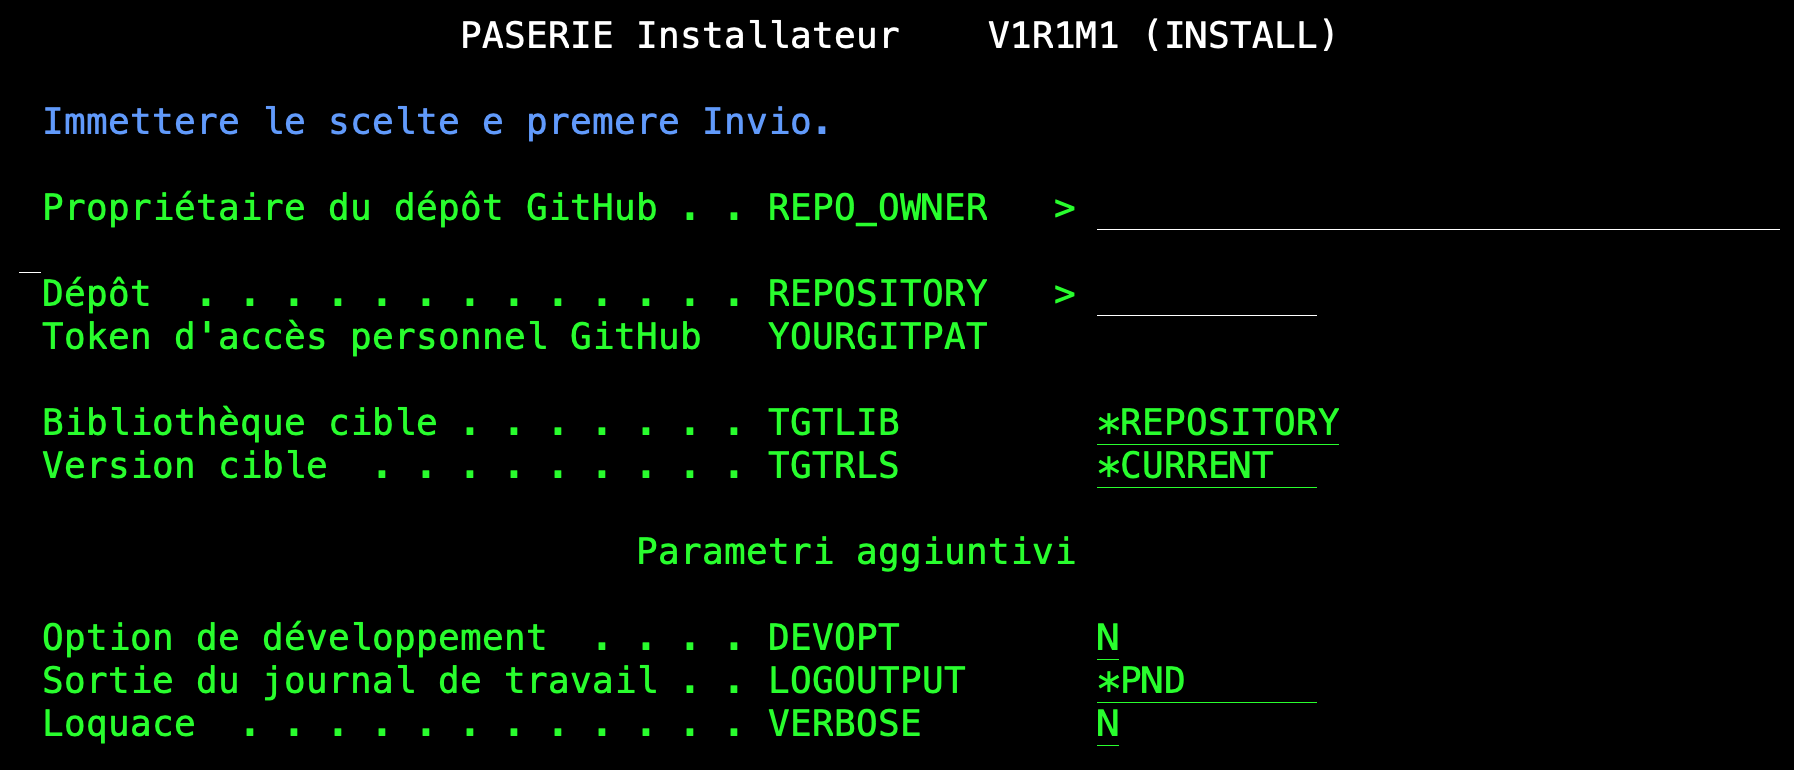 PASERIE Installateur    V1R1M1 (INSTALL)
Immettere le scelte e premere Invio.
Propriétaire du dépôt GitHub . . REPO_OWNER   >
Dépôt  . . . . . . . . . . . . . REPOSITORY   >
Token d'accès personnel GitHub   YOURGITPAT
Bibliothèque cible . . . . . . . TGTLIB         *REPOSITORY
Version cible  . . . . . . . . . TGTRLS         *CURRENT
Parametri aggiuntivi
Option de développement  . . . . DEVOPT         N
Sortie du journal de travail . . LOGOUTPUT      *PND
Loquace  . . . . . . . . . . . . VERBOSE        N